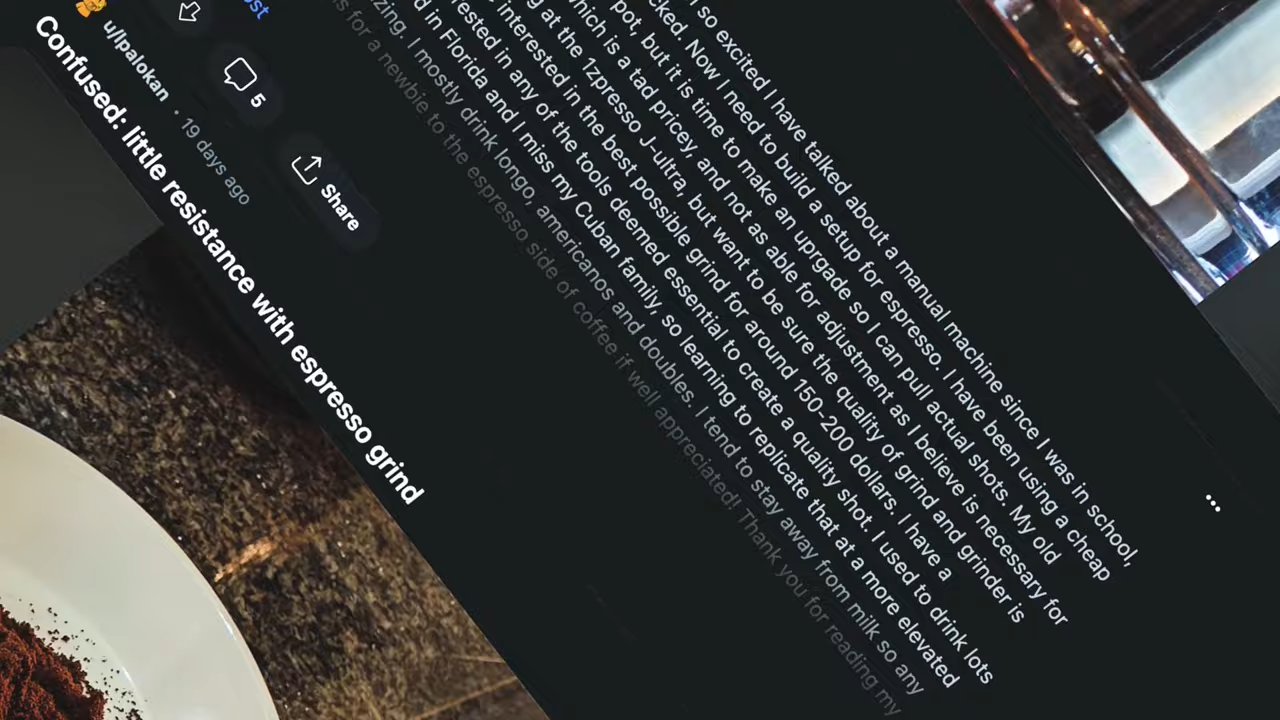 so excited I have talked about a manual machine since I was in school,
Now I need to build a setup for espresso. I have been using a cheap
pot, but it is time to make an uprgade so I can pull actual shots. My old
is a tad pricey, and not as able for adjustment as I believe is necessary for
at the 1zpresso J-ultra, but want to be sure the quality of grind and grinder is
interested in the best possible grind for around 150-200 dollars. I have a
in any of the tools deemed essential to create a quality shot. I used to drink lots
in Florida and I miss my Cuban family, so learning to replicate that at a more elevated
I mostly drink longo, americanos and doubles. I tend to stay away from milk so any
for a newbie to the espresso side of coffee if well appreciated! Thank you for reading my
5
Share
u/lpalokan • 19 days ago
Confused: little resistance with espresso grind